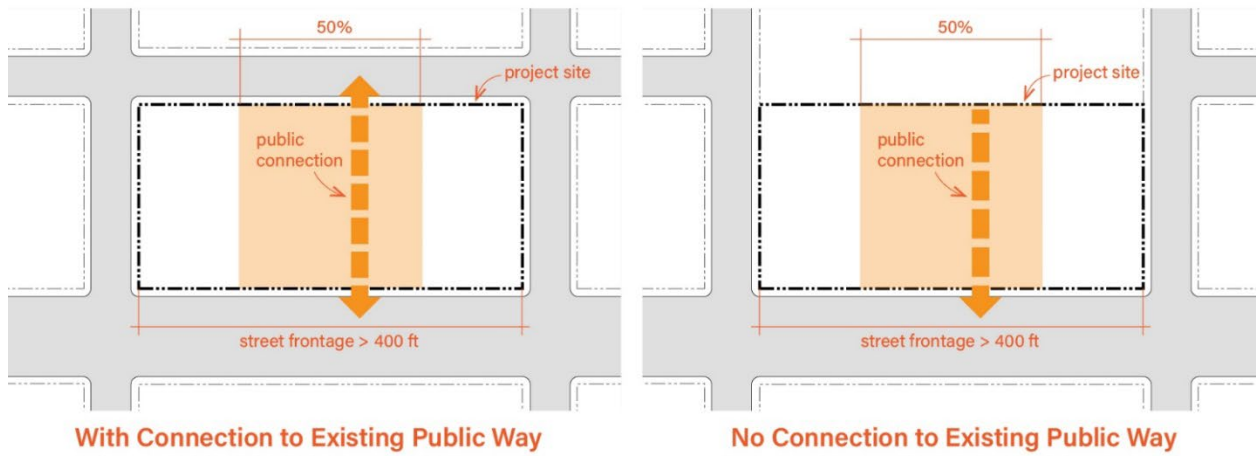 50%
project site
public
connection
street frontage > 400 ft
With Connection to Existing Public Way
50%
project site
public
connection
street frontage > 400 ft
No Connection to Existing Public Way